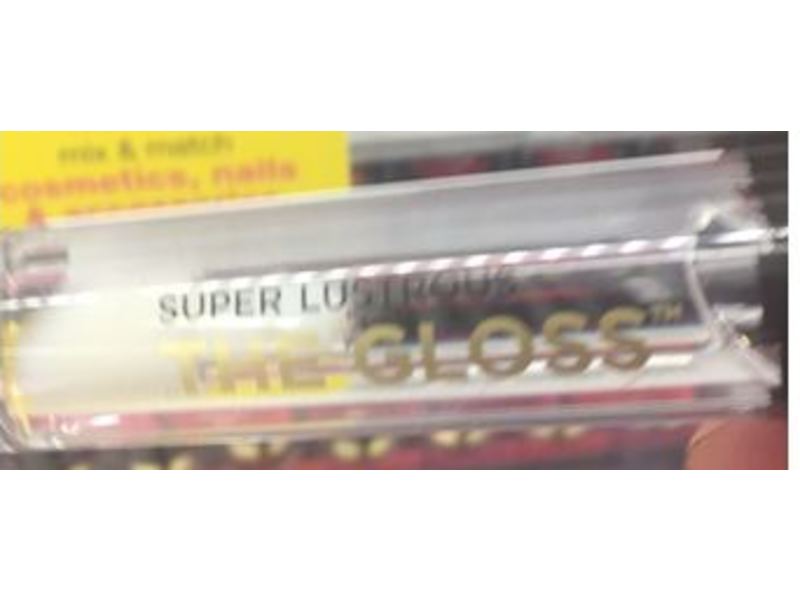 mix & match
cosmetics, nails
&
SUPER LUSTROUS
THE GLOSS™